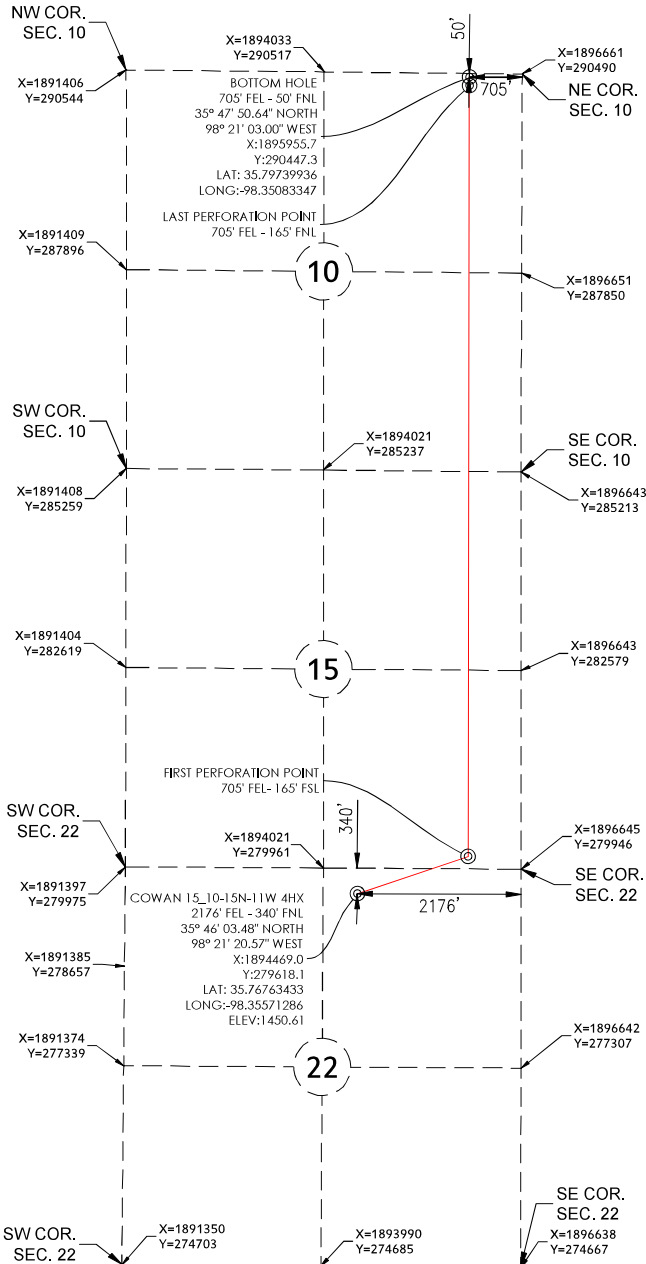 NW COR.
SEC. 10
X=1894033
Y=290517
50'
X=1896661
Y=290490
X=1891406
Y=290544
BOTTOM HOLE
705' FEL - 50' FNL
35° 47' 50.64" NORTH
98° 21' 03.00" WEST
X:1895955.7
Y:290447.3
LAT: 35.79739936
LONG:-98.35083347
705'
NE COR.
SEC. 10
LAST PERFORATION POINT
705' FEL - 165' FNL
X=1891409
Y=287896
10
X=1896651
Y=287850
SW COR.
SEC. 10
X=1894021
Y=285237
SE COR.
SEC. 10
X=1891408
Y=285259
X=1896643
Y=285213
X=1891404
Y=282619
15
X=1896643
Y=282579
FIRST PERFORATION POINT
705' FEL- 165' FSL
SW COR.
SEC. 22
X=1894021
Y=279961
340'
X=1896645
Y=279946
SE COR.
SEC. 22
X=1891397
Y=279975
COWAN 15_10-15N-11W 4HX
2176' FEL - 340' FNL
35° 46' 03.48" NORTH
98° 21' 20.57" WEST
X:1894469.0
Y:279618.1
LAT: 35.76763433
LONG:-98.35571286
ELEV:1450.61
2176'
X=1891385
Y=278657
X=1891374
Y=277339
22
X=1896642
Y=277307
SW COR.
SEC. 22
X=1891350
Y=274703
X=1893990
Y=274685
SE COR.
SEC. 22
X=1896638
Y=274667